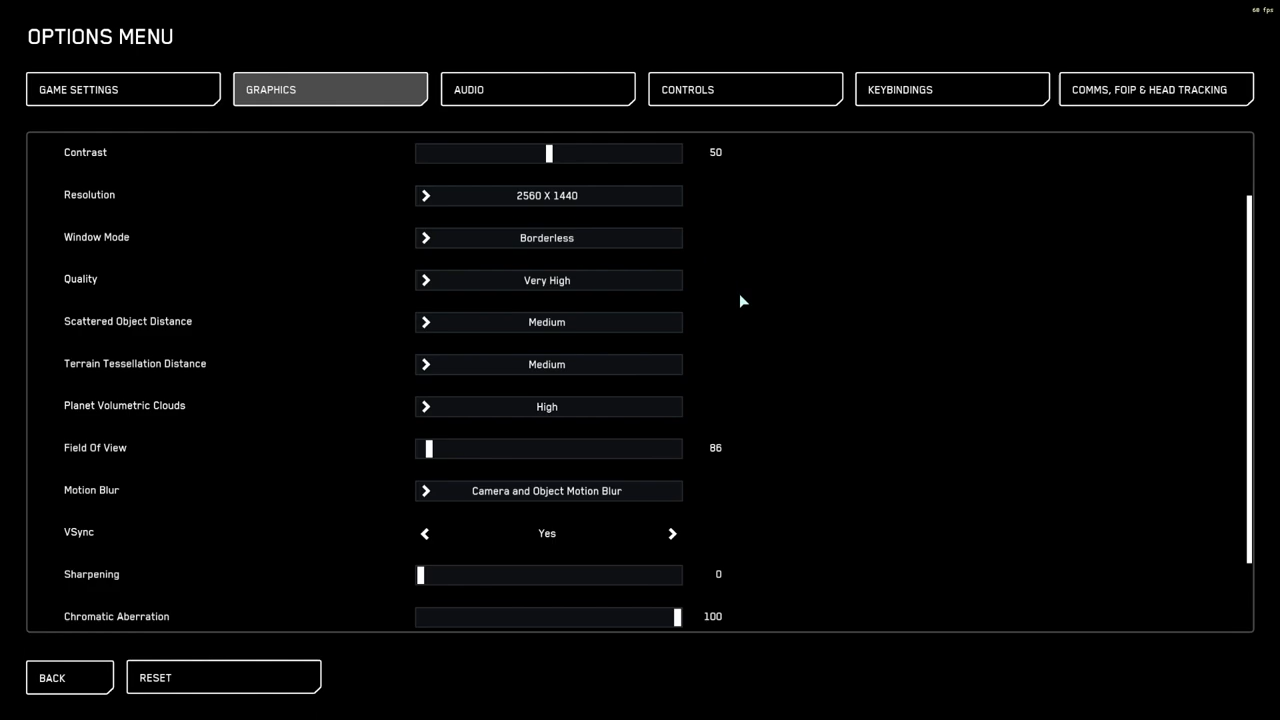 60 fps
OPTIONS MENU
GAME SETTINGS
GRAPHICS
AUDIO
CONTROLS
KEYBINDINGS
COMMS, FOIP & HEAD TRACKING
Contrast 50
Resolution 2560 X 1440
Window Mode Borderless
Quality Very High
Scattered Object Distance Medium
Terrain Tessellation Distance Medium
Planet Volumetric Clouds High
Field Of View 86
Motion Blur Camera and Object Motion Blur
VSync Yes
Sharpening 0
Chromatic Aberration 100
BACK
RESET